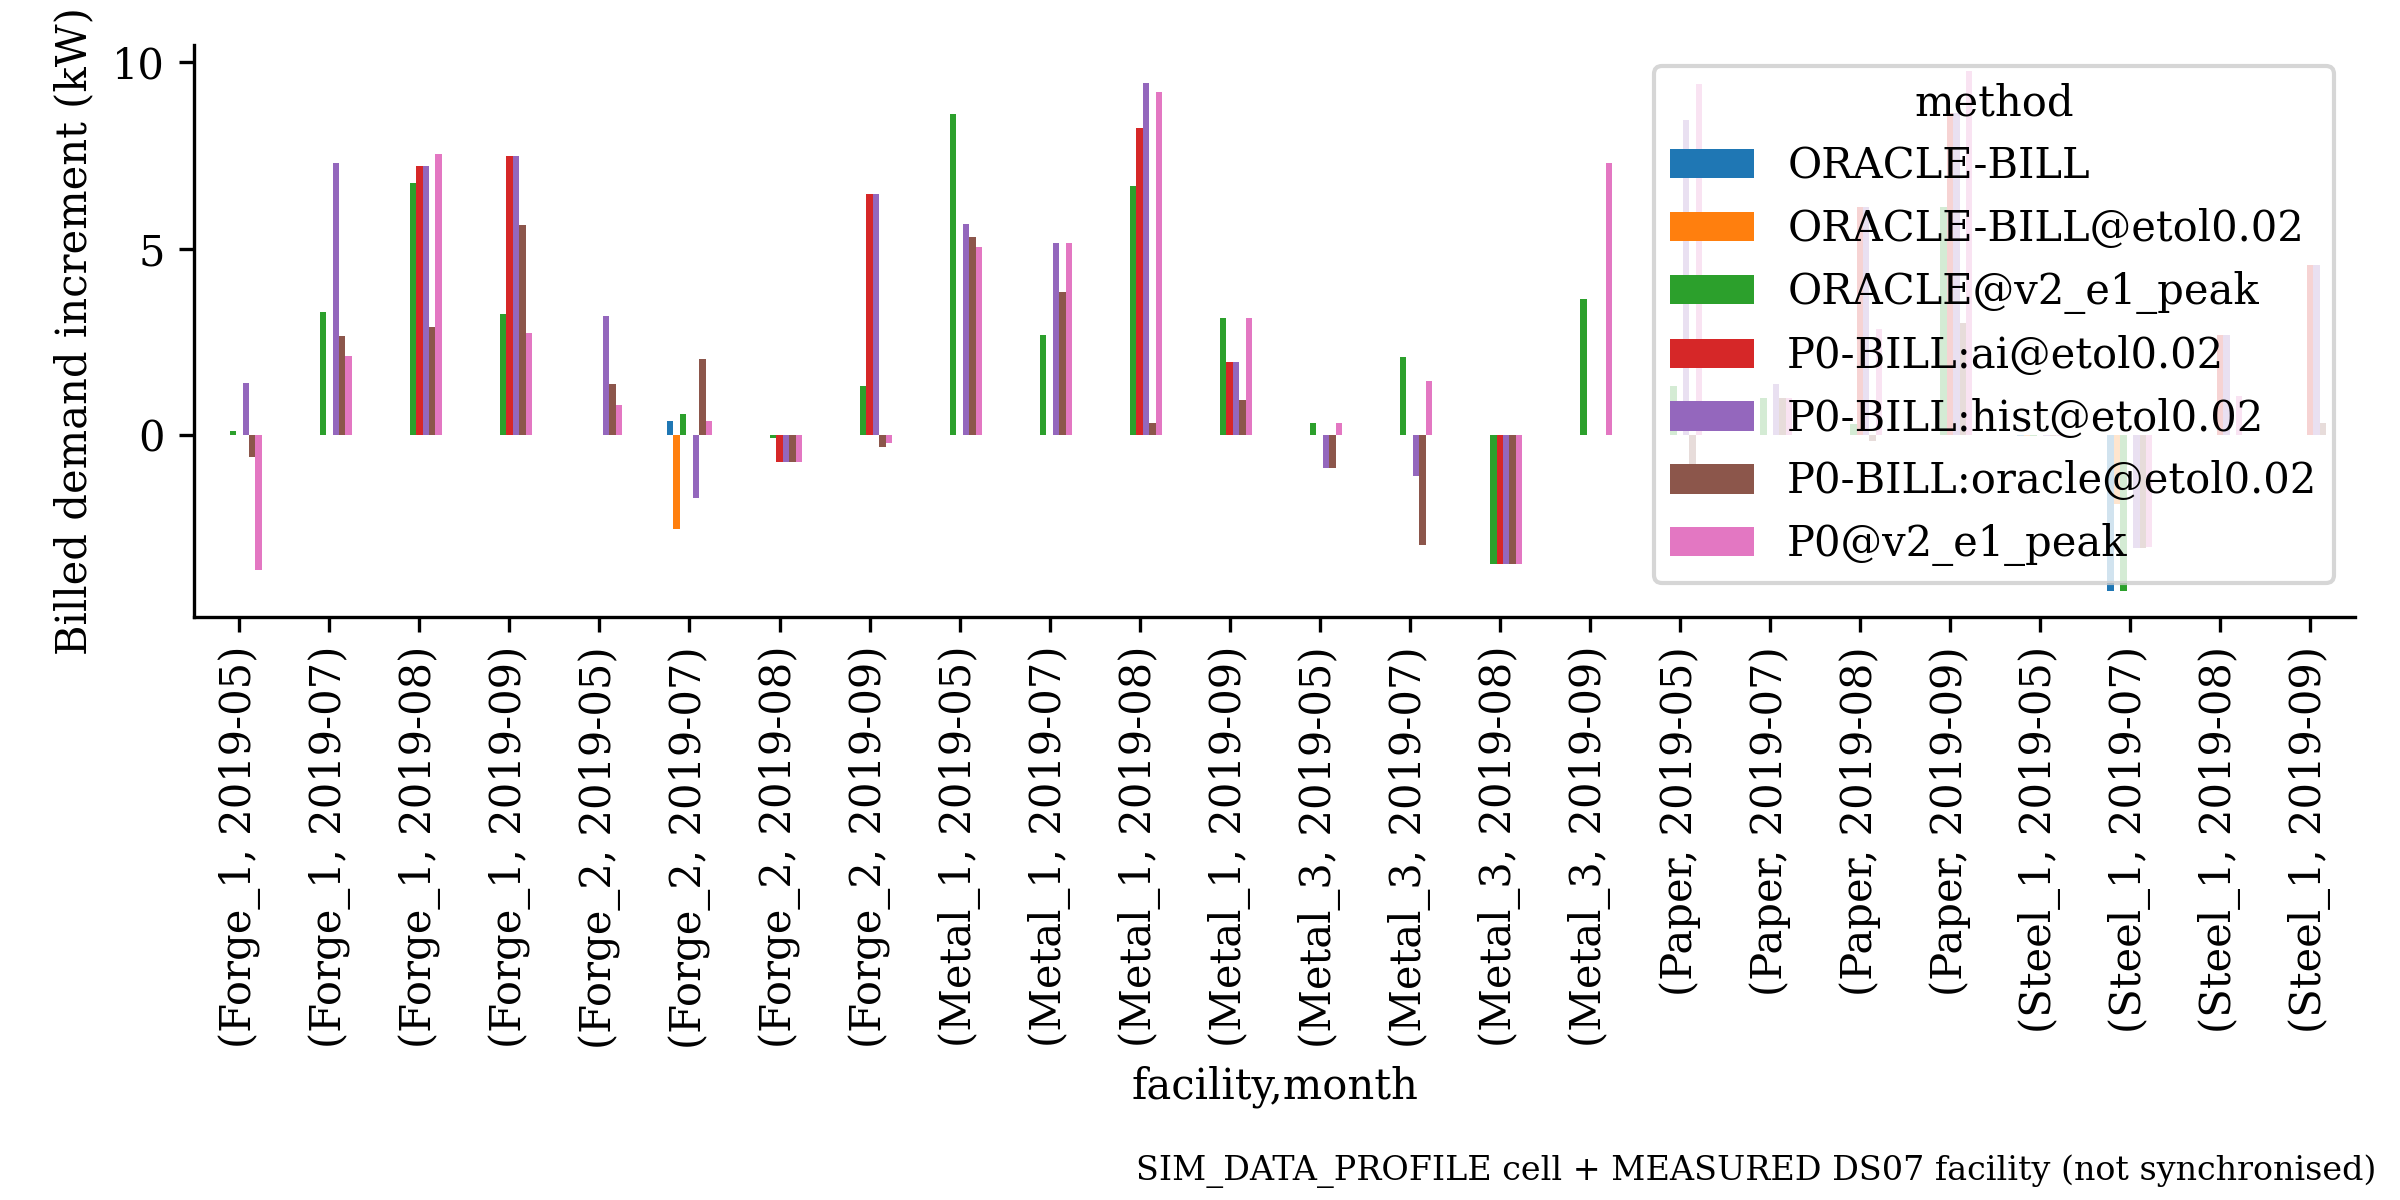 Billed demand increment (kW)
10
5
0
method
ORACLE-BILL
ORACLE-BILL@etol0.02
ORACLE@v2_e1_peak
P0-BILL:ai@etol0.02
P0-BILL:hist@etol0.02
P0-BILL:oracle@etol0.02
P0@v2_e1_peak
(Forge_1, 2019-05)
(Forge_1, 2019-07)
(Forge_1, 2019-08)
(Forge_1, 2019-09)
(Forge_2, 2019-05)
(Forge_2, 2019-07)
(Forge_2, 2019-08)
(Forge_2, 2019-09)
(Metal_1, 2019-05)
(Metal_1, 2019-07)
(Metal_1, 2019-08)
(Metal_1, 2019-09)
(Metal_3, 2019-05)
(Metal_3, 2019-07)
(Metal_3, 2019-08)
(Metal_3, 2019-09)
(Paper, 2019-05)
(Paper, 2019-07)
(Paper, 2019-08)
(Paper, 2019-09)
(Steel_1, 2019-05)
(Steel_1, 2019-07)
(Steel_1, 2019-08)
(Steel_1, 2019-09)
facility,month
SIM_DATA_PROFILE cell + MEASURED DS07 facility (not synchronised)